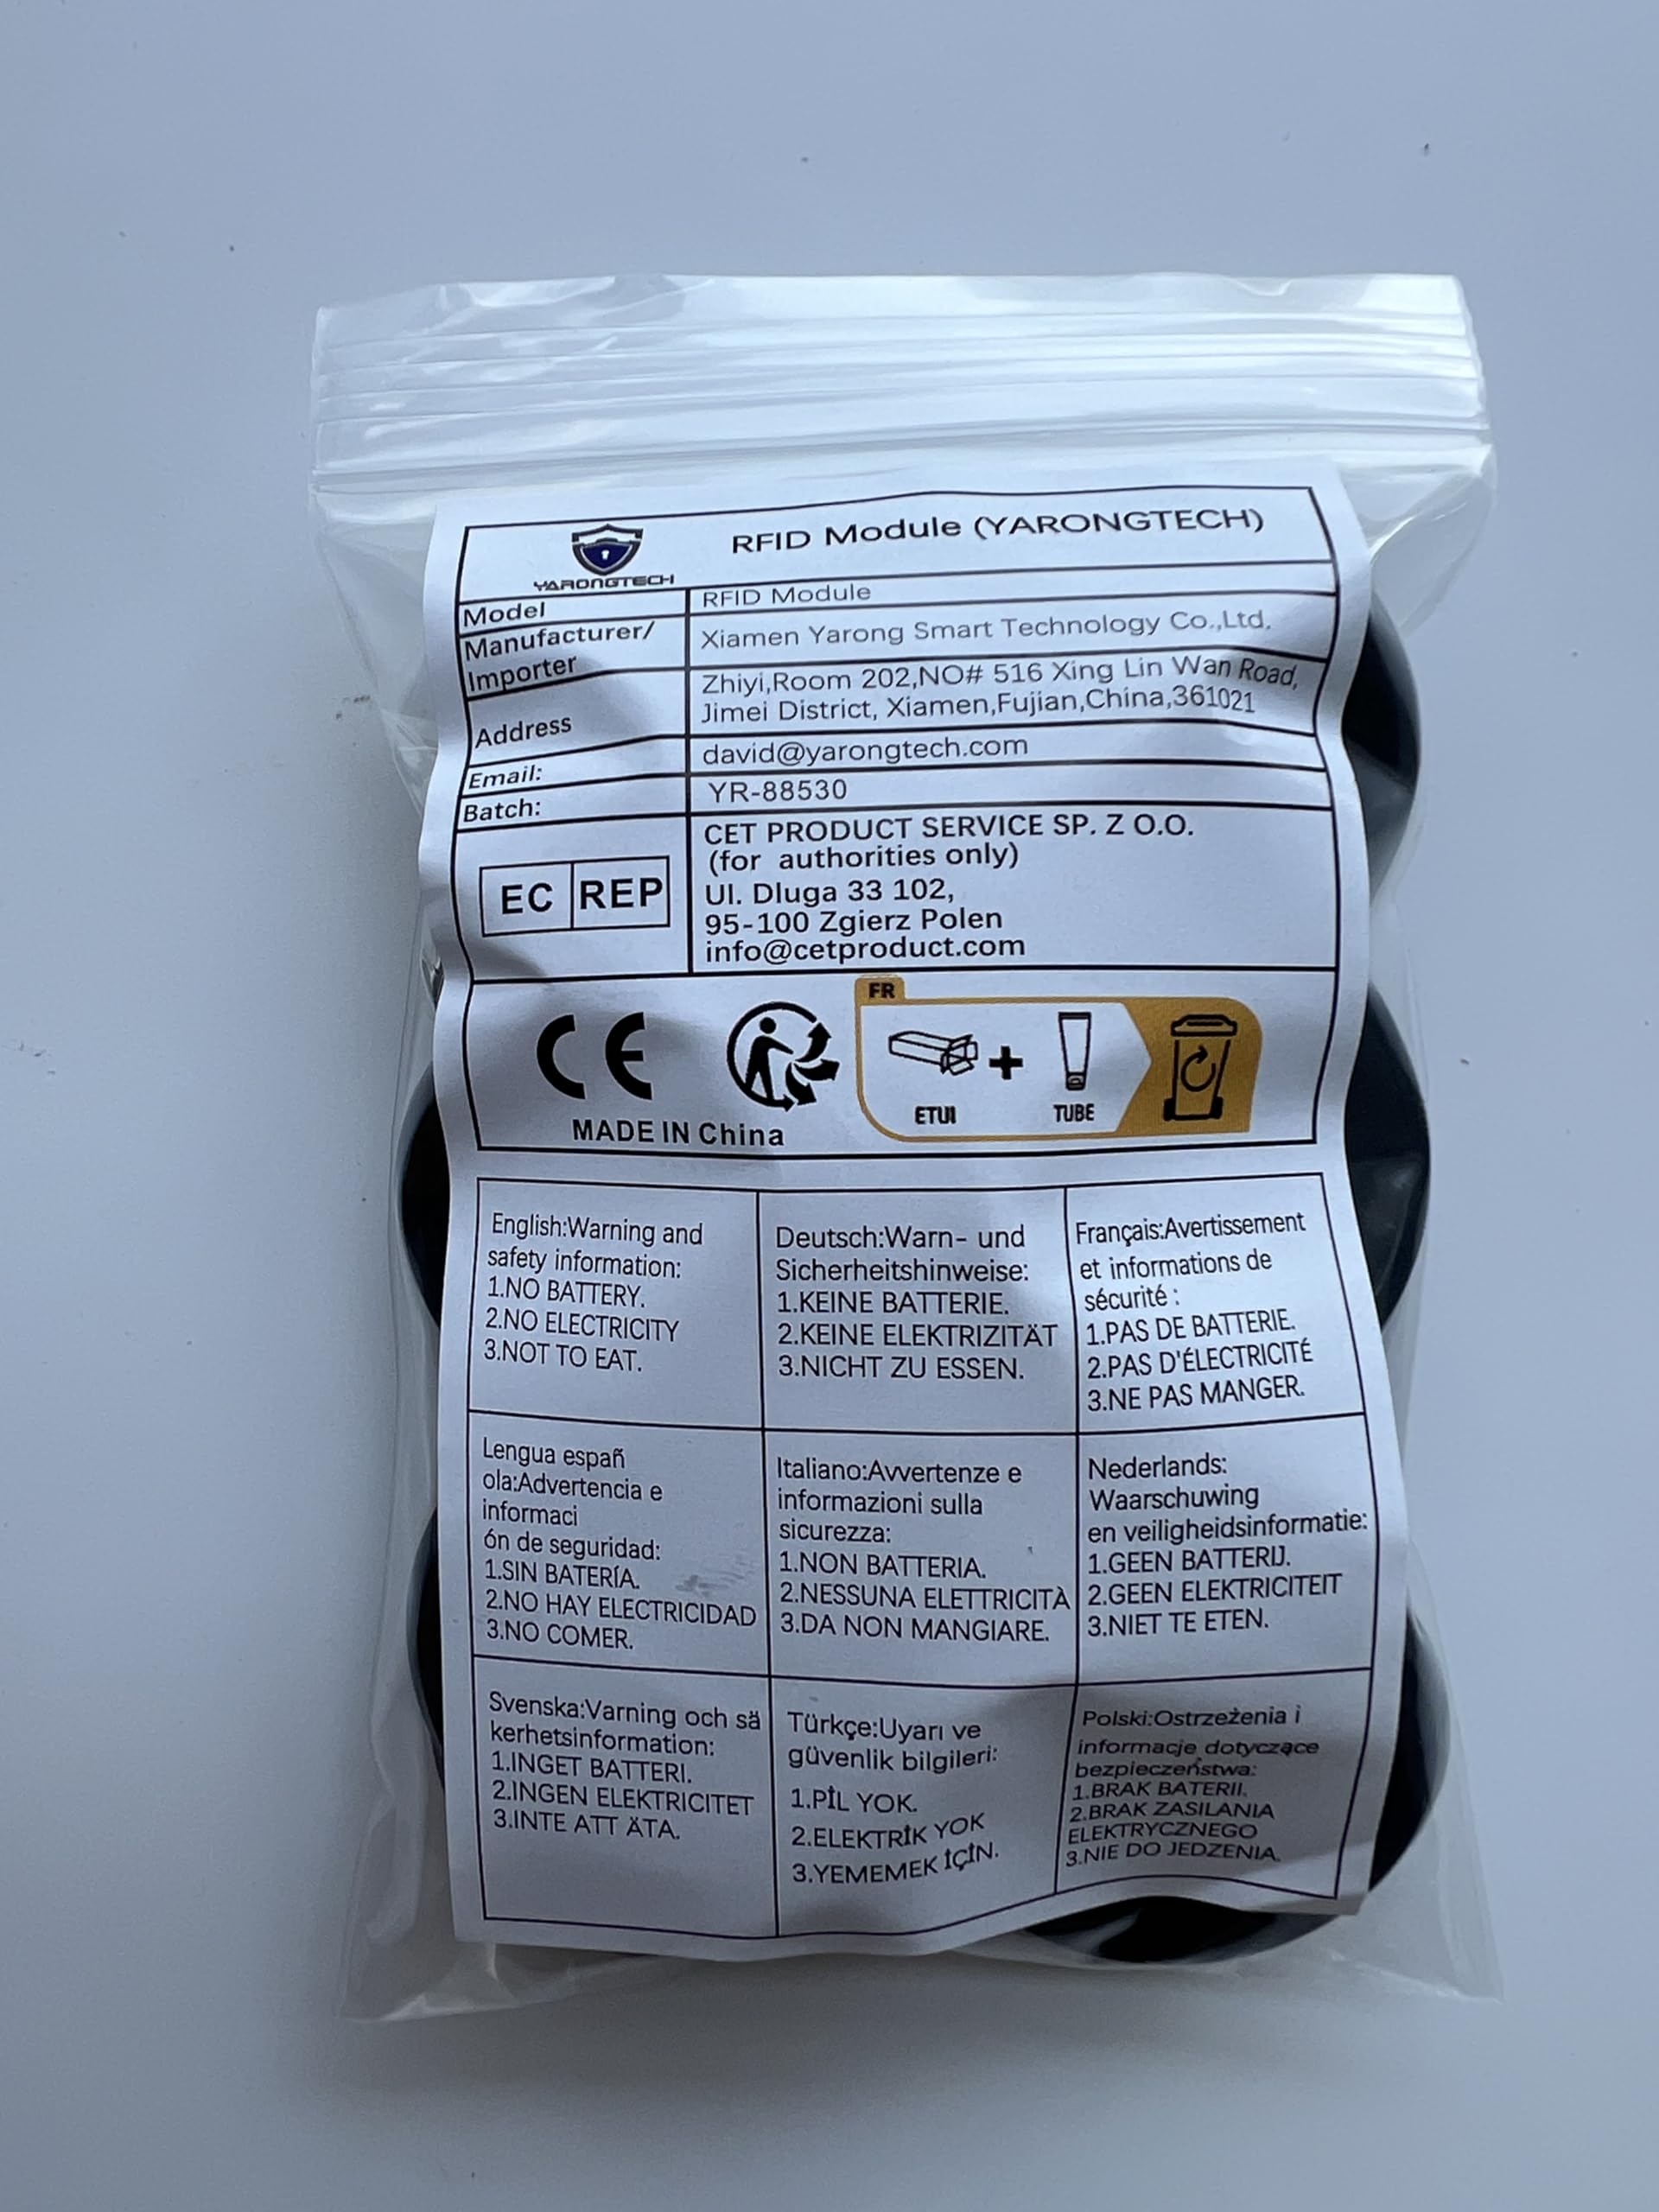 YARONGTECH
RFID Module (YARONGTECH)
Model
RFID Module
Manufacturer/
Importer
Xiamen Yarong Smart Technology Co.,Ltd.
Address
Zhiyi,Room 202,NO# 516 Xing Lin Wan Road,
Jimei District, Xiamen,Fujian,China,361021
Email:
david@yarongtech.com
Batch:
YR-88530
EC REP
CET PRODUCT SERVICE SP. Z O.O.
(for authorities only)
Ul. Dluga 33 102,
95-100 Zgierz Polen
info@cetproduct.com
CE
MADE IN China
FR
ETUI
+
TUBE
English:Warning and
safety information:
1.NO BATTERY.
2.NO ELECTRICITY
3.NOT TO EAT.
Deutsch:Warn- und
Sicherheitshinweise:
1.KEINE BATTERIE.
2.KEINE ELEKTRIZITÄT
3.NICHT ZU ESSEN.
Français:Avertissement
et informations de
sécurité :
1.PAS DE BATTERIE.
2.PAS D'ÉLECTRICITÉ
3.NE PAS MANGER.
Lengua españ
ola:Advertencia e
informaci
ón de seguridad:
1.SIN BATERÍA.
2.NO HAY ELECTRICIDAD
3.NO COMER.
Italiano:Avvertenze e
informazioni sulla
sicurezza:
1.NON BATTERIA.
2.NESSUNA ELETTRICITÀ
3.DA NON MANGIARE.
Nederlands:
Waarschuwing
en veiligheidsinformatie:
1.GEEN BATTERIJ.
2.GEEN ELEKTRICITEIT
3.NIET TE ETEN.
Svenska:Varning och sä
kerhetsinformation:
1.INGET BATTERI.
2.INGEN ELEKTRICITET
3.INTE ATT ÄTA.
Türkçe:Uyarı ve
güvenlik bilgileri:
1.PİL YOK.
2.ELEKTRİK YOK
3.YEMEMEK İÇİN.
Polski:Ostrzeżenia i
informacje dotyczące
bezpieczeństwa:
1.BRAK BATERII.
2.BRAK ZASILANIA
ELEKTRYCZNEGO
3.NIE DO JEDZENIA.